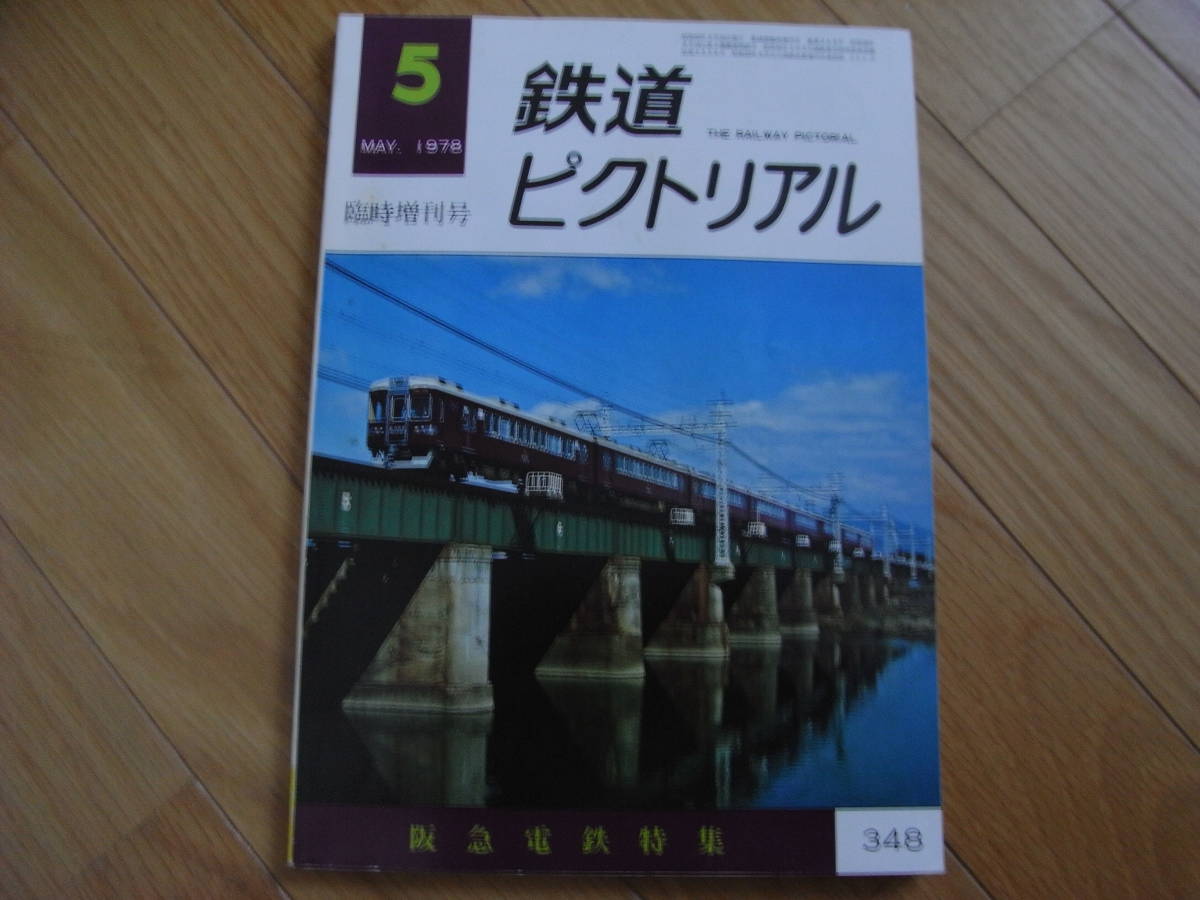 5
MAY. 1978
臨時増刊号
鉄道
THE RAILWAY PICTORIAL
ピクトリアル
阪急電鉄特集
348